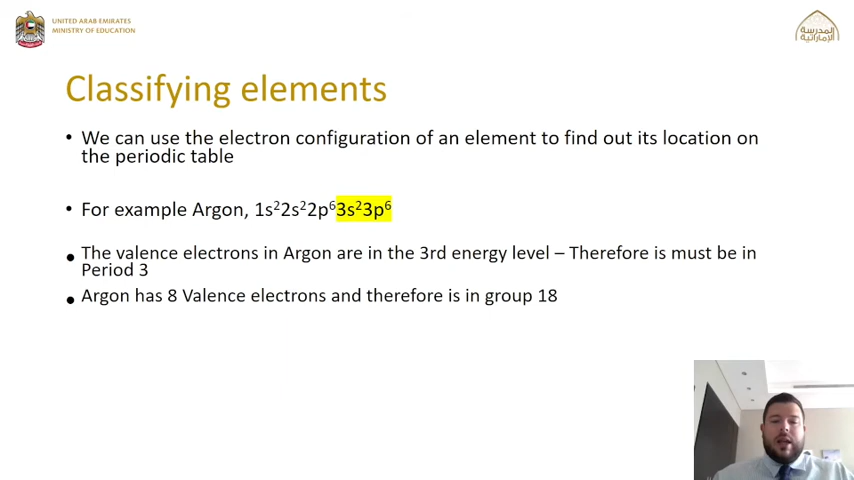 UNITED ARAB EMIRATES
MINISTRY OF EDUCATION
المدرسة
الإماراتية
Classifying elements
• We can use the electron configuration of an element to find out its location on
the periodic table
• For example Argon, 1s²2s²2p⁶3s²3p⁶
• The valence electrons in Argon are in the 3rd energy level – Therefore is must be in
Period 3
• Argon has 8 Valence electrons and therefore is in group 18